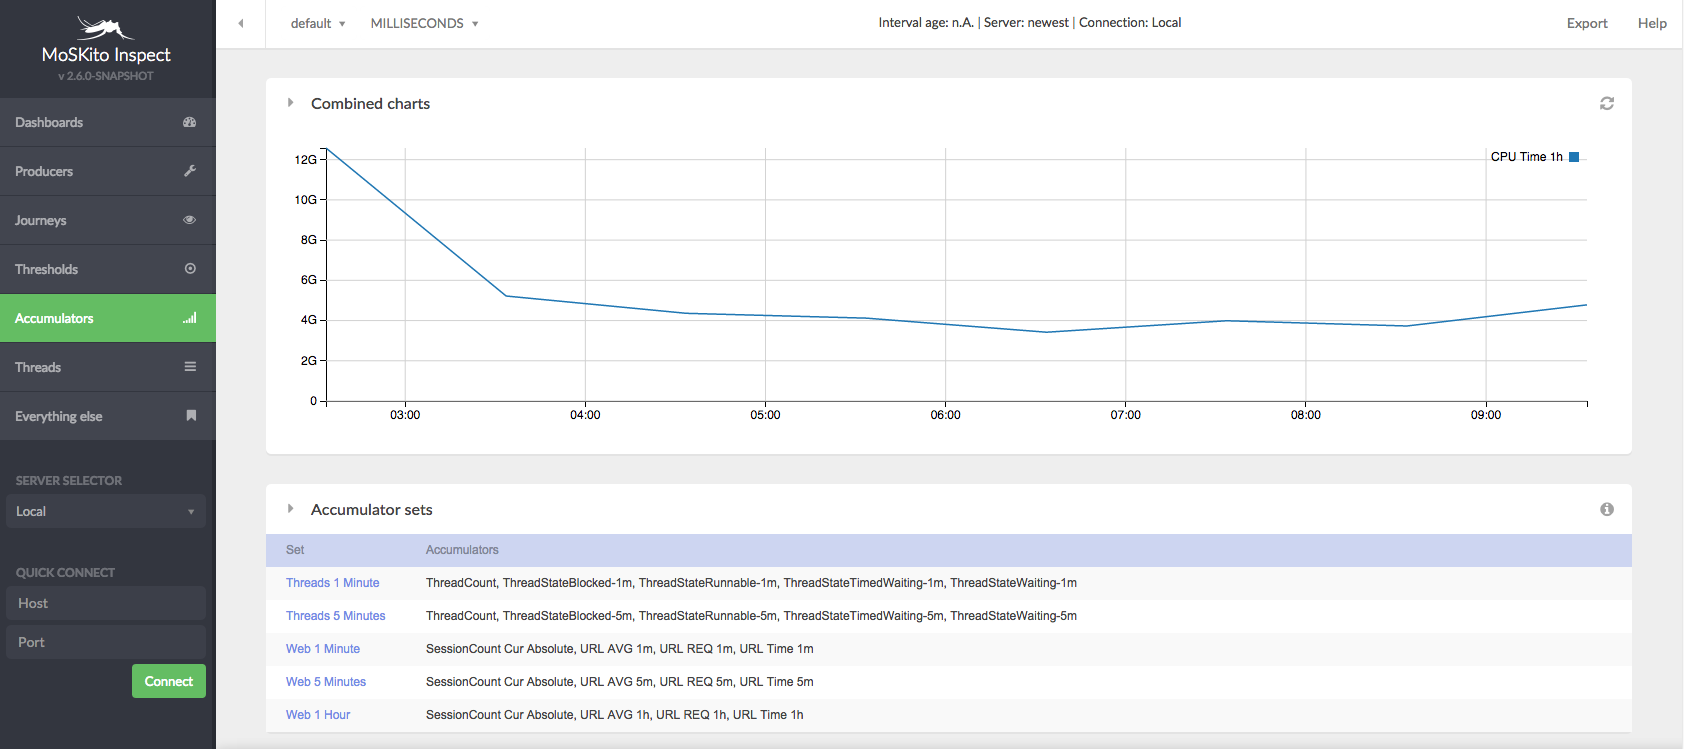 MoSKito Inspect
v 2.6.0-SNAPSHOT
Dashboards
Producers
Journeys
Thresholds
Accumulators
Threads
Everything else
SERVER SELECTOR
Local
QUICK CONNECT
Host
Port
Connect
default MILLISECONDS Interval age: n.A. | Server: newest | Connection: Local Export Help
Combined charts
CPU Time 1h
12G
10G
8G
6G
4G
2G
0
03:00 04:00 05:00 06:00 07:00 08:00 09:00
Accumulator sets
Set Accumulators
Threads 1 Minute ThreadCount, ThreadStateBlocked-1m, ThreadStateRunnable-1m, ThreadStateTimedWaiting-1m, ThreadStateWaiting-1m
Threads 5 Minutes ThreadCount, ThreadStateBlocked-5m, ThreadStateRunnable-5m, ThreadStateTimedWaiting-5m, ThreadStateWaiting-5m
Web 1 Minute SessionCount Cur Absolute, URL AVG 1m, URL REQ 1m, URL Time 1m
Web 5 Minutes SessionCount Cur Absolute, URL AVG 5m, URL REQ 5m, URL Time 5m
Web 1 Hour SessionCount Cur Absolute, URL AVG 1h, URL REQ 1h, URL Time 1h